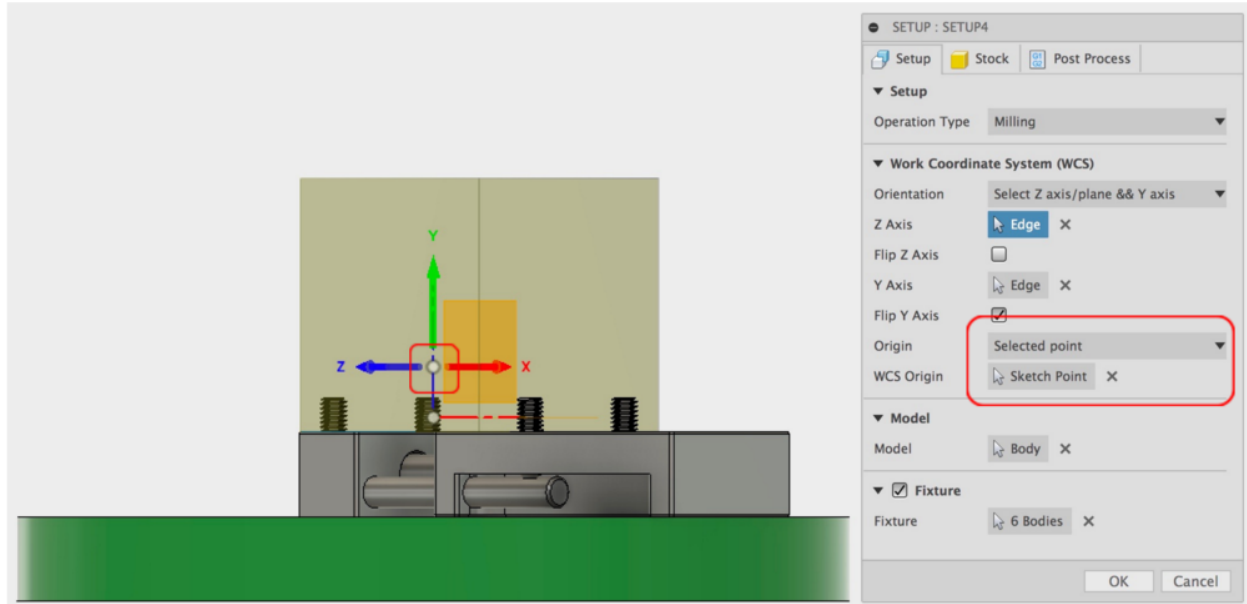 SETUP : SETUP4
Setup Stock G1 G2 Post Process
Setup
Operation Type Milling
Work Coordinate System (WCS)
Orientation Select Z axis/plane && Y axis
Z Axis Edge
Flip Z Axis
Y Axis Edge
Flip Y Axis
Origin Selected point
WCS Origin Sketch Point
Model
Model Body
Fixture
Fixture 6 Bodies
OK Cancel
Y
Z X